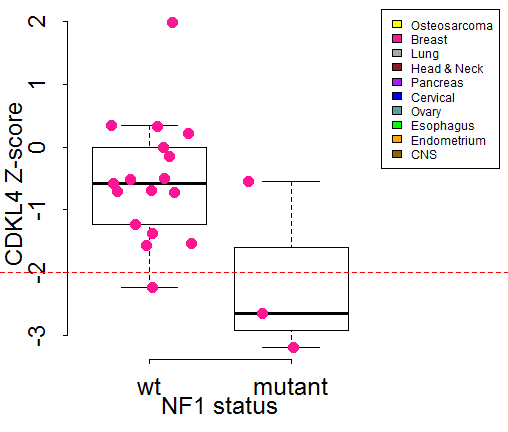 CDKL4 Z-score
2
1
0
-1
-2
-3
wt mutant
NF1 status
Osteosarcoma
Breast
Lung
Head & Neck
Pancreas
Cervical
Ovary
Esophagus
Endometrium
CNS